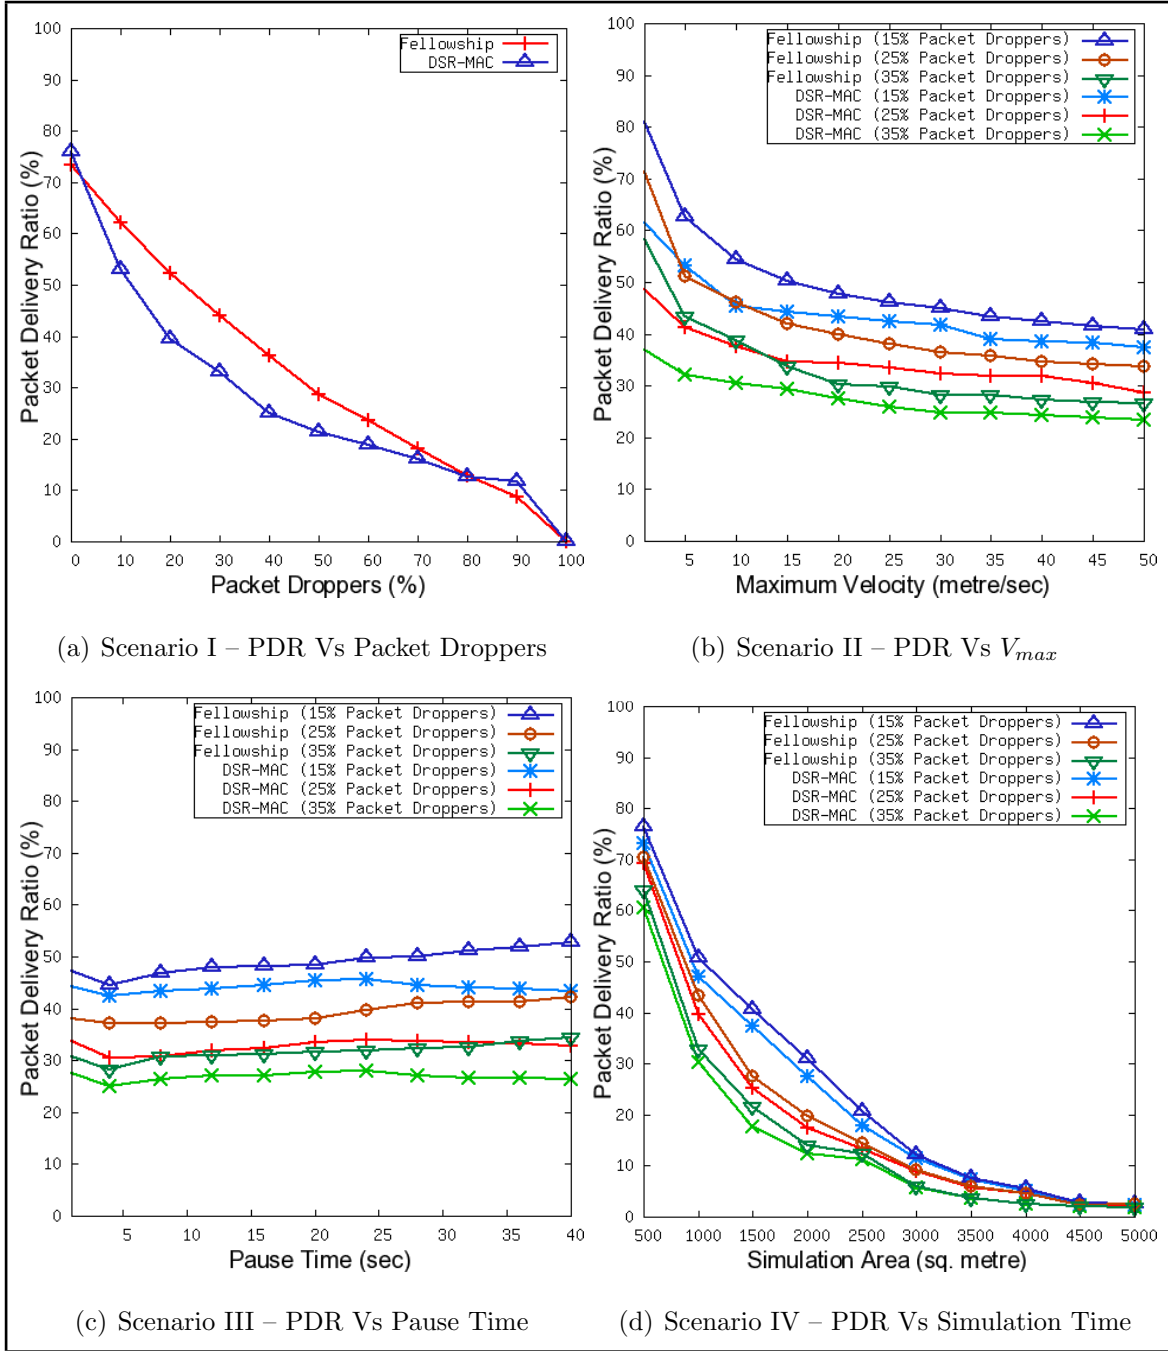 100
90
80
70
60
50
40
30
20
10
0
Packet Delivery Ratio (%)
Fellowship
DSR-MAC
0 10 20 30 40 50 60 70 80 90 100
Packet Droppers (%)
(a) Scenario I – PDR Vs Packet Droppers
100
90
80
70
60
50
40
30
20
10
0
Packet Delivery Ratio (%)
Fellowship (15% Packet Droppers)
Fellowship (25% Packet Droppers)
Fellowship (35% Packet Droppers)
DSR-MAC (15% Packet Droppers)
DSR-MAC (25% Packet Droppers)
DSR-MAC (35% Packet Droppers)
5 10 15 20 25 30 35 40 45 50
Maximum Velocity (metre/sec)
(b) Scenario II – PDR Vs Vmax
100
90
80
70
60
50
40
30
20
10
0
Packet Delivery Ratio (%)
Fellowship (15% Packet Droppers)
Fellowship (25% Packet Droppers)
Fellowship (35% Packet Droppers)
DSR-MAC (15% Packet Droppers)
DSR-MAC (25% Packet Droppers)
DSR-MAC (35% Packet Droppers)
5 10 15 20 25 30 35 40
Pause Time (sec)
(c) Scenario III – PDR Vs Pause Time
100
90
80
70
60
50
40
30
20
10
0
Packet Delivery Ratio (%)
Fellowship (15% Packet Droppers)
Fellowship (25% Packet Droppers)
Fellowship (35% Packet Droppers)
DSR-MAC (15% Packet Droppers)
DSR-MAC (25% Packet Droppers)
DSR-MAC (35% Packet Droppers)
500 1000 1500 2000 2500 3000 3500 4000 4500 5000
Simulation Area (sq. metre)
(d) Scenario IV – PDR Vs Simulation Time